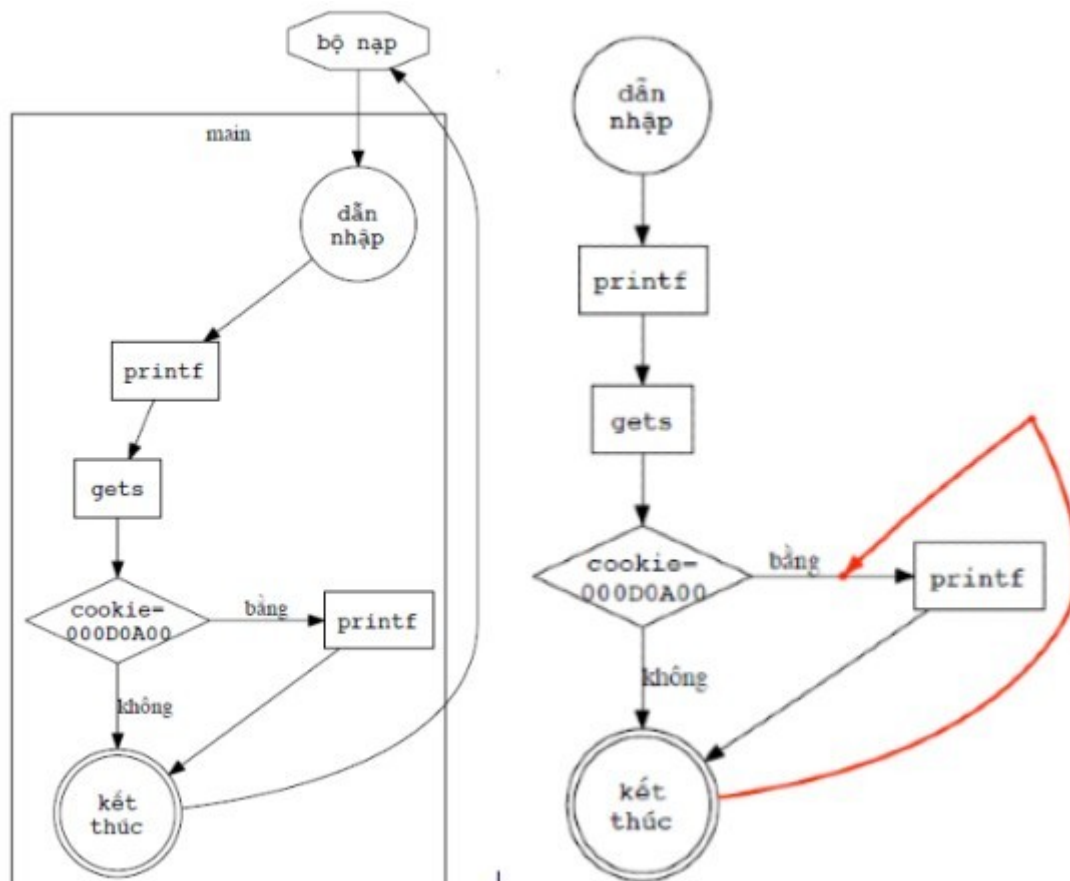 bộ nạp
main
dẫn
nhập
printf
gets
cookie=
000D0A00
bằng
printf
không
kết
thúc
dẫn
nhập
printf
gets
cookie=
000D0A00
bằng
printf
không
kết
thúc